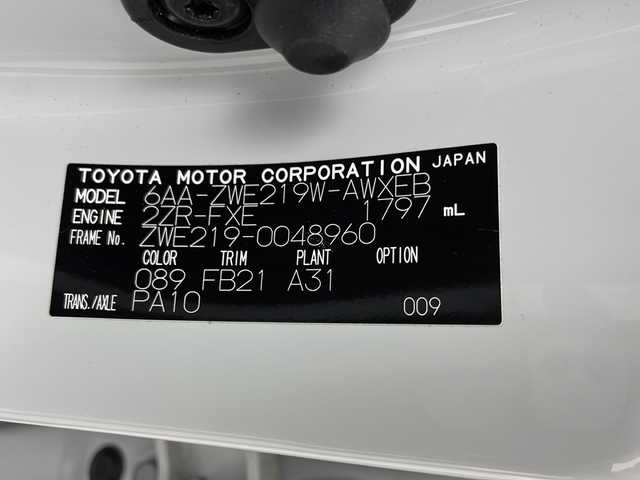 TOYOTA MOTOR CORPORATION JAPAN
MODEL 6AA-ZWE219W-AWXEB
ENGINE 2ZR-FXE 1797 mL
FRAME No. ZWE219-0048960
COLOR TRIM PLANT OPTION
089 FB21 A31
TRANS./AXLE PA10 009